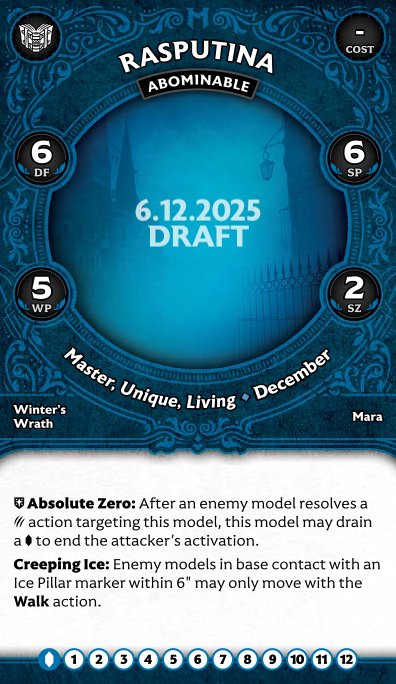 -
COST
RASPUTINA
ABOMINABLE
6
DF
6
SP
6.12.2025
DRAFT
5
WP
2
SZ
Master, Unique, Living ⬥ December
Winter's
Wrath
Mara
Absolute Zero: After an enemy model resolves a
action targeting this model, this model may drain
a to end the attacker's activation.
Creeping Ice: Enemy models in base contact with an
Ice Pillar marker within 6" may only move with the
Walk action.
1 2 3 4 5 6 7 8 9 10 11 12